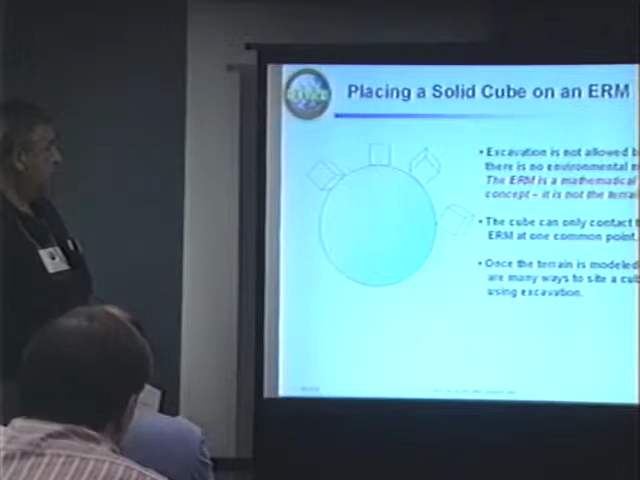 Placing a Solid Cube on an ERM
• Excavation is not allowed b
there is no environmental m
The ERM is a mathematical
concept – it is not the terrai
• The cube can only contact t
ERM at one common point.
• Once the terrain is modeled
are many ways to site a cub
using excavation.